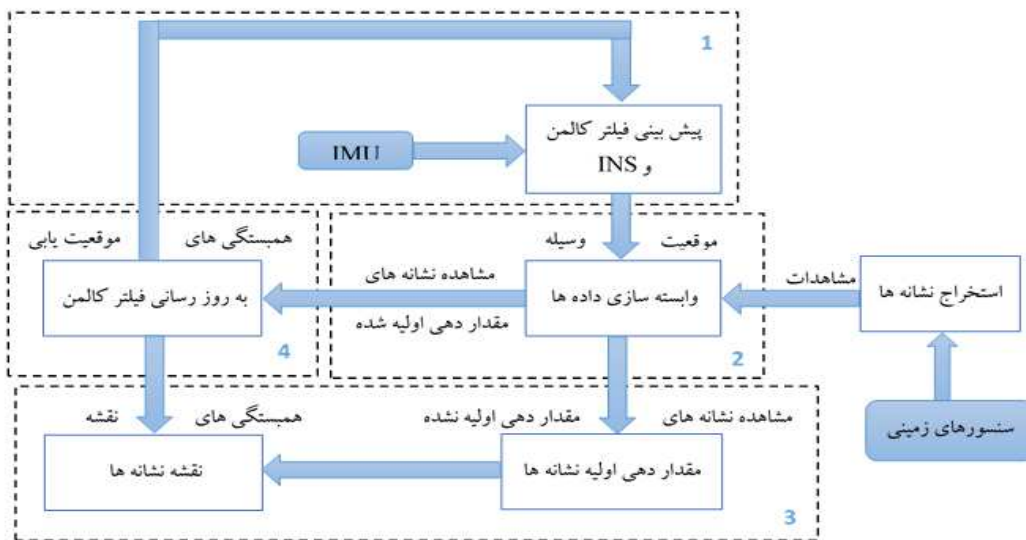 1
پیش بینی فیلتر کالمن
و INS
IMU
همبستگی های موقعیت یابی
موقعیت وسیله
مشاهدات
استخراج نشانه ها
وابسته سازی داده ها
مشاهده نشانه های
مقدار دهی اولیه شده
به روز رسانی فیلتر کالمن
2
4
سنسورهای زمینی
مشاهده نشانه های مقدار دهی اولیه نشده
همبستگی های نقشه
مقدار دهی اولیه نشانه ها
نقشه نشانه ها
3